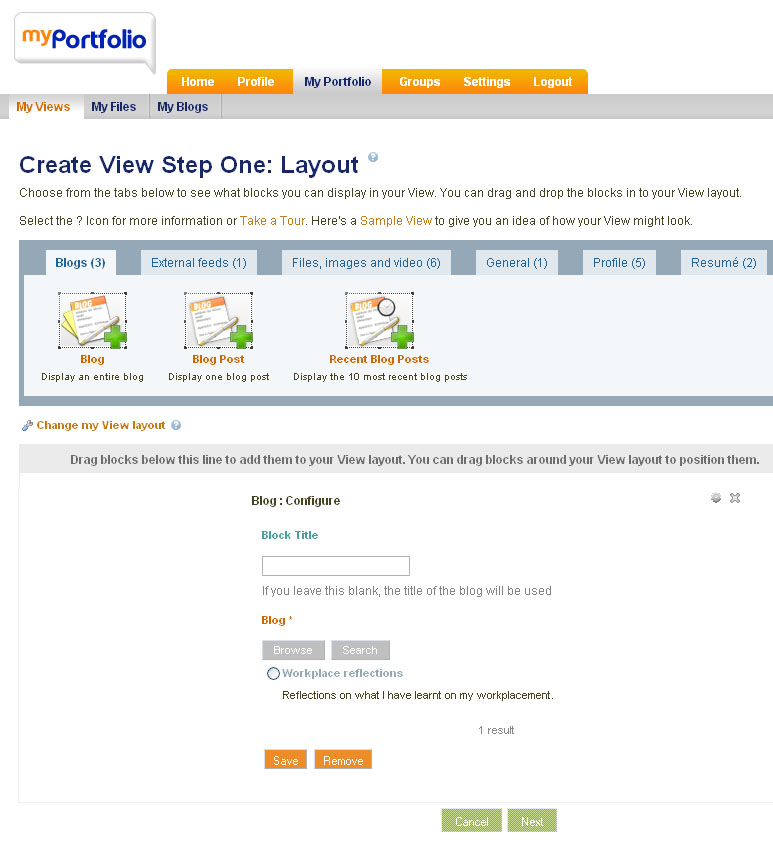 myPortfolio
Home Profile My Portfolio Groups Settings Logout
My Views My Files My Blogs
Create View Step One: Layout ?
Choose from the tabs below to see what blocks you can display in your View. You can drag and drop the blocks in to your View layout.
Select the ? Icon for more information or Take a Tour. Here's a Sample View to give you an idea of how your View might look.
Blogs (3) External feeds (1) Files, images and video (6) General (1) Profile (5) Resumé (2)
BLOG BLOG BLOG
Blog Blog Post Recent Blog Posts
Display an entire blog Display one blog post Display the 10 most recent blog posts
Change my View layout ?
Drag blocks below this line to add them to your View layout. You can drag blocks around your View layout to position them.
Blog : Configure
Block Title
If you leave this blank, the title of the blog will be used
Blog *
Browse Search
Workplace reflections
Reflections on what I have learnt on my workplacement.
1 result
Save Remove
Cancel Next